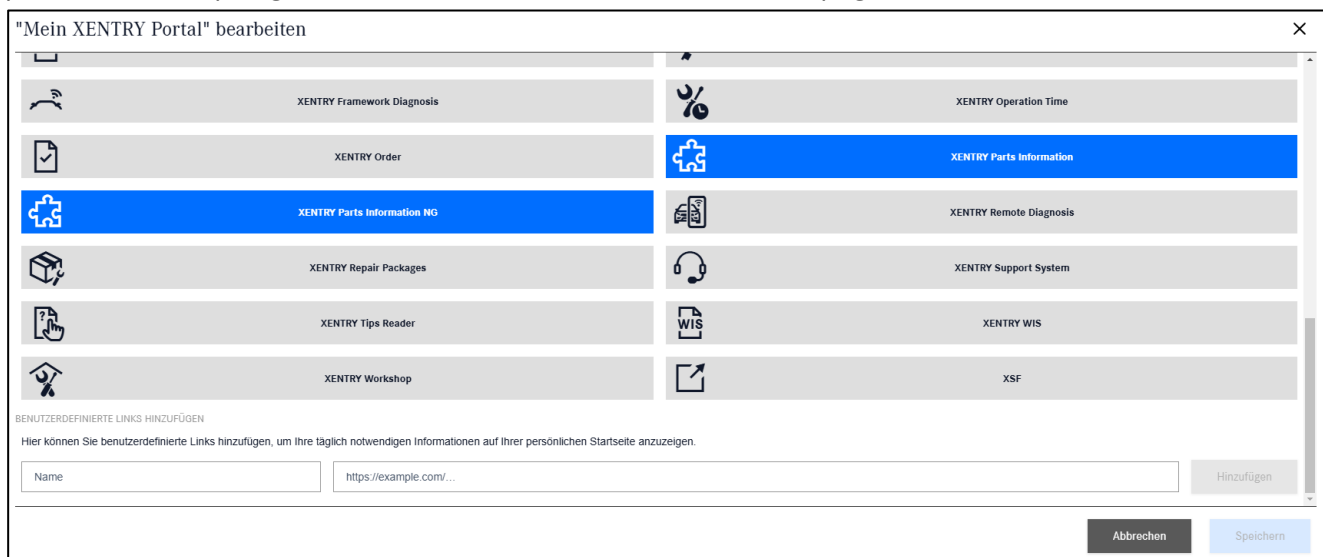 "Mein XENTRY Portal" bearbeiten
XENTRY Framework Diagnosis
XENTRY Operation Time
XENTRY Order
XENTRY Parts Information
XENTRY Parts Information NG
XENTRY Remote Diagnosis
XENTRY Repair Packages
XENTRY Support System
XENTRY Tips Reader
WIS
XENTRY WIS
XENTRY Workshop
XSF
BENUTZERDEFINIERTE LINKS HINZUFÜGEN
Hier können Sie benutzerdefinierte Links hinzufügen, um Ihre täglich notwendigen Informationen auf Ihrer persönlichen Startseite anzuzeigen.
Name
https://example.com/...
Hinzufügen
Abbrechen
Speichern